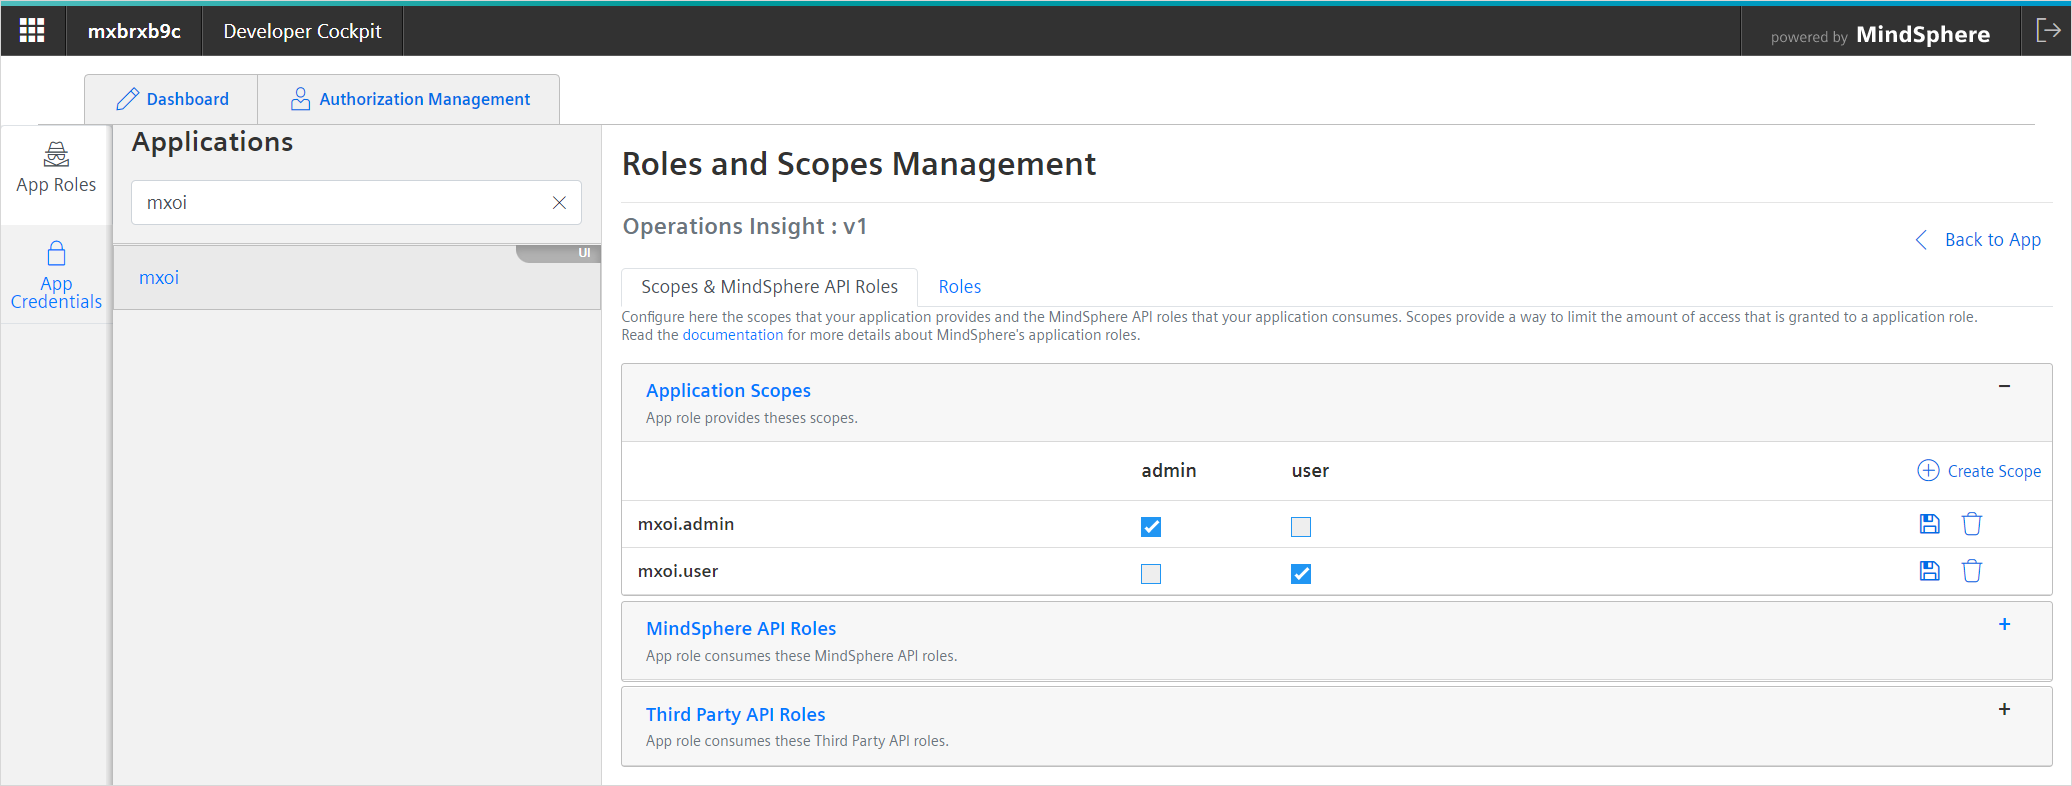 mxbrxb9c
Developer Cockpit
powered by MindSphere
Dashboard
Authorization Management
App Roles
App
Credentials
Applications
mxoi
UI
mxoi
Roles and Scopes Management
Operations Insight : v1
Back to App
Scopes & MindSphere API Roles
Roles
Configure here the scopes that your application provides and the MindSphere API roles that your application consumes. Scopes provide a way to limit the amount of access that is granted to a application role.
Read the documentation for more details about MindSphere's application roles.
Application Scopes
App role provides theses scopes.
admin user Create Scope
mxoi.admin
mxoi.user
MindSphere API Roles
App role consumes these MindSphere API roles.
Third Party API Roles
App role consumes these Third Party API roles.